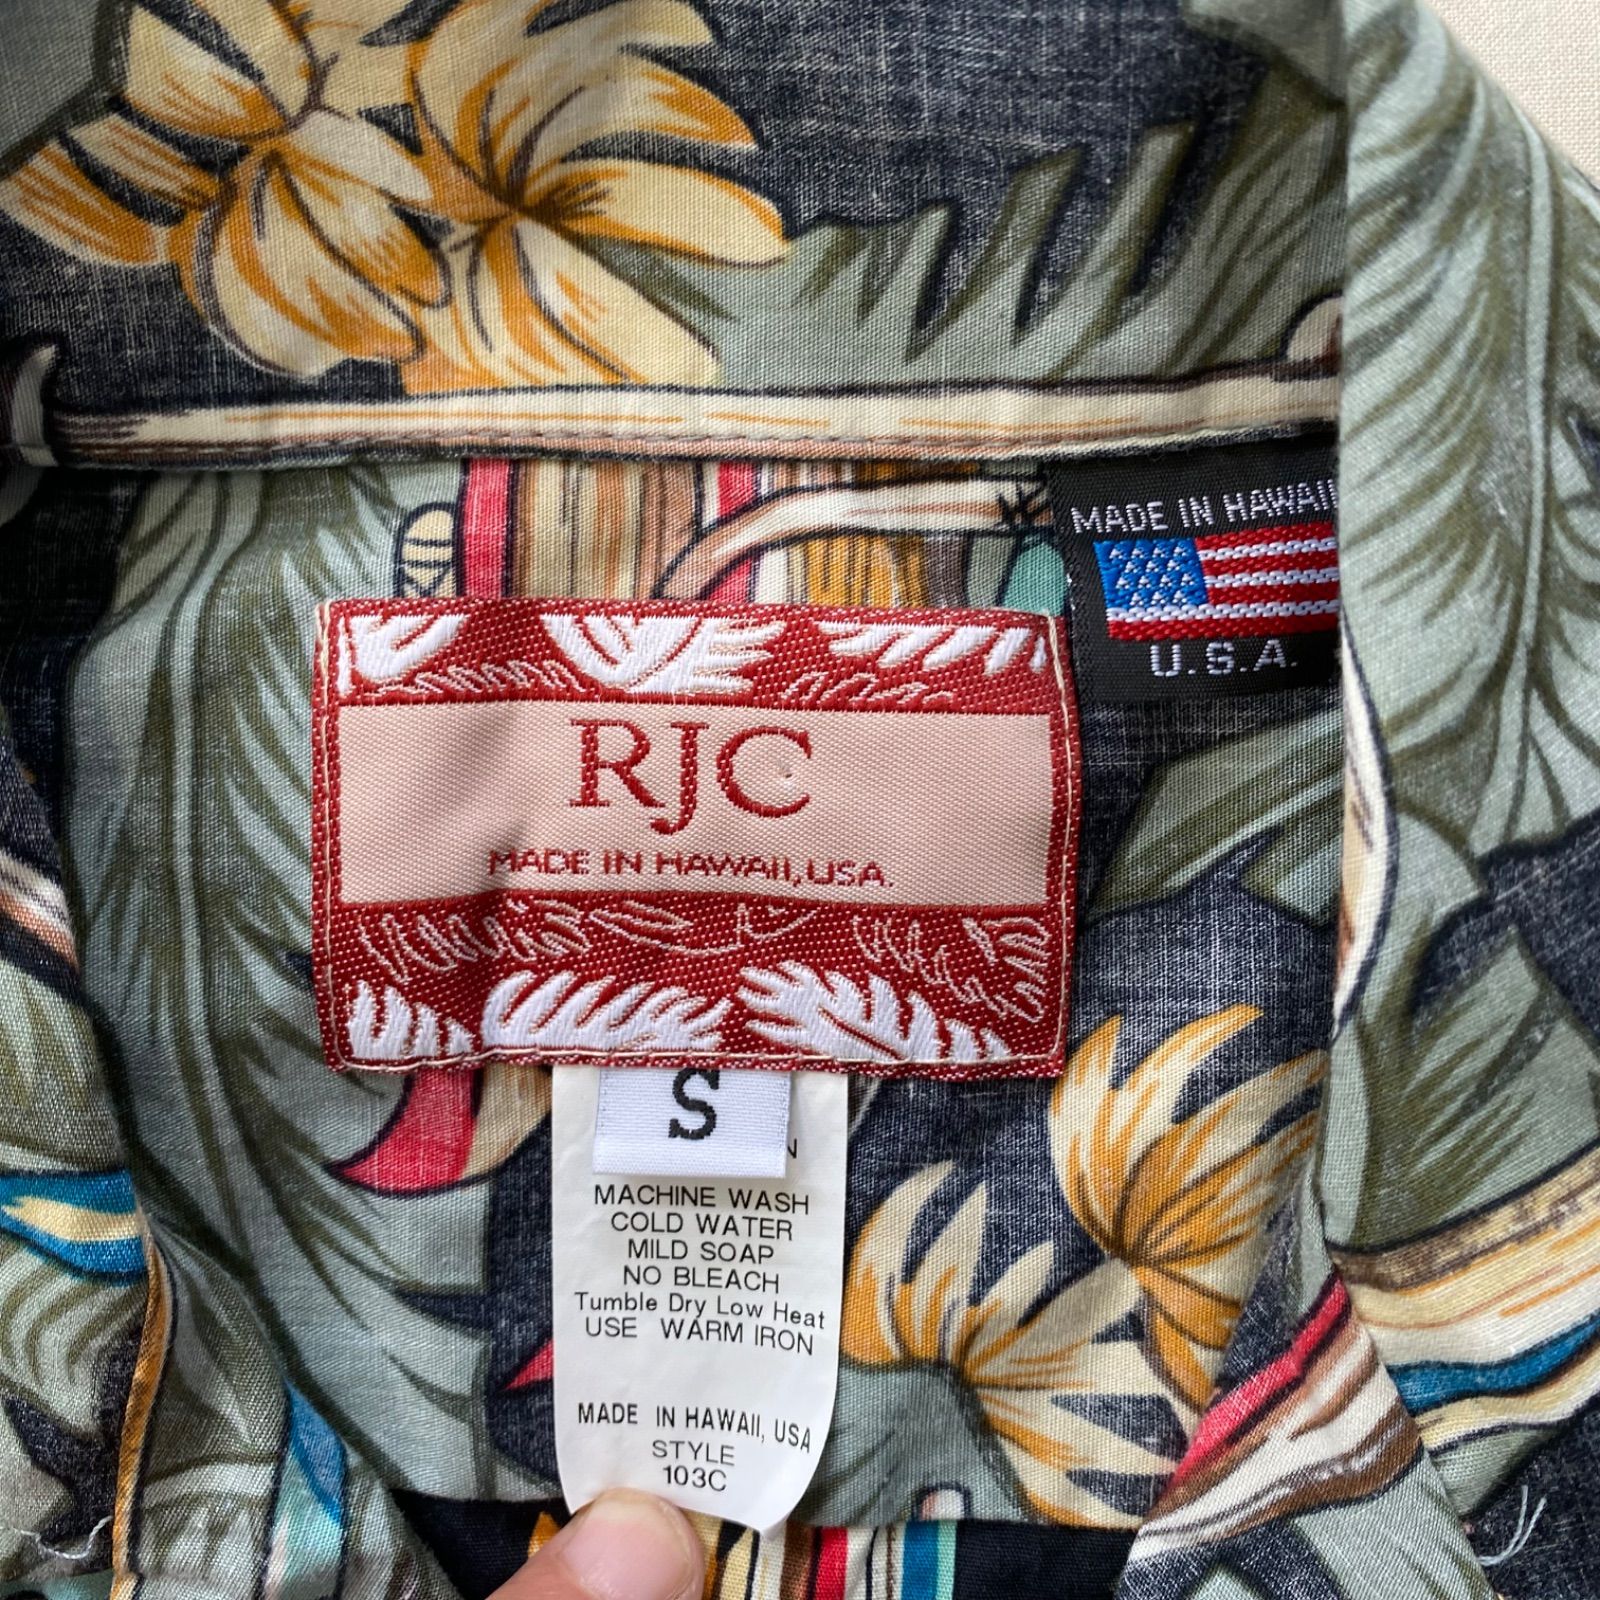 MADE IN HAWAII
U.S.A.
RJC
MADE IN HAWAII, USA.
S
N
MACHINE WASH
COLD WATER
MILD SOAP
NO BLEACH
Tumble Dry Low Heat
USE WARM IRON
MADE IN HAWAII, USA
STYLE
103C